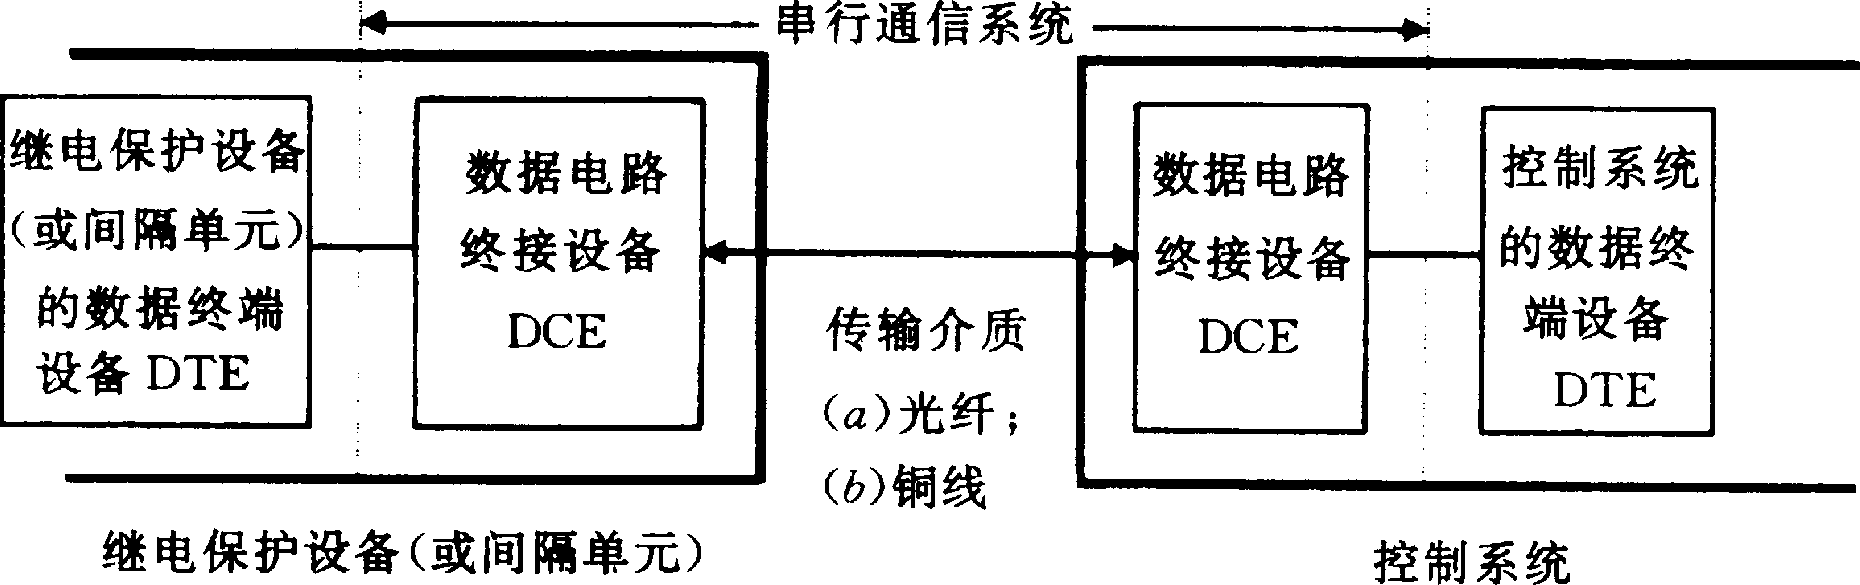 串行通信系统
继电保护设备
(或间隔单元)
的数据终端
设备 DTE
数据电路
终接设备
DCE
传输介质
(a)光纤；
(b)铜线
数据电路
终接设备
DCE
控制系统
的数据终
端设备
DTE
继电保护设备(或间隔单元)
控制系统